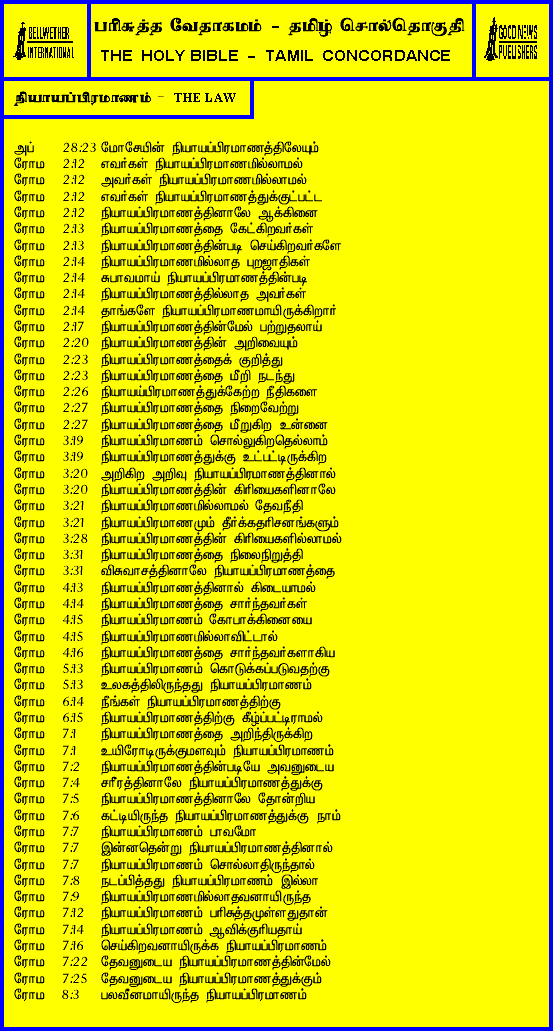 BELLWETHER
INTERNATIONAL
பரிசுத்த வேதாகமம் - தமிழ் சொல்தொகுதி
THE HOLY BIBLE - TAMIL CONCORDANCE
GOOD NEWS
PUBLISHERS
நியாயப்பிரமாணம் - THE LAW
அப் 28:23 மோசேயின் நியாயப்பிரமாணத்திலேயும்
ரோம 2:12 எவர்கள் நியாயப்பிரமாணமில்லாமல்
ரோம 2:12 அவர்கள் நியாயப்பிரமாணமில்லாமல்
ரோம 2:12 எவர்கள் நியாயப்பிரமாணத்துக்குட்பட்ட
ரோம 2:12 நியாயப்பிரமாணத்தினாலே ஆக்கினை
ரோம 2:13 நியாயப்பிரமாணத்தை கேட்கிறவர்கள்
ரோம 2:13 நியாயப்பிரமாணத்தின்படி செய்கிறவர்களே
ரோம 2:14 நியாயப்பிரமாணமில்லாத புறஜாதிகள்
ரோம 2:14 சுபாவமாய் நியாயப்பிரமாணத்தின்படி
ரோம 2:14 நியாயப்பிரமாணத்தில்லாத அவர்கள்
ரோம 2:14 தாங்களே நியாயப்பிரமாணமாயிருக்கிறார்
ரோம 2:17 நியாயப்பிரமாணத்தின்மேல் பற்றுதலாய்
ரோம 2:20 நியாயப்பிரமாணத்தின் அறிவையும்
ரோம 2:23 நியாயப்பிரமாணத்தைக் குறித்து
ரோம 2:23 நியாயப்பிரமாணத்தை மீறி நடந்து
ரோம 2:26 நியாயப்பிரமாணத்துக்கேற்ற நீதிகளை
ரோம 2:27 நியாயப்பிரமாணத்தை நிறைவேற்று
ரோம 2:27 நியாயப்பிரமாணத்தை மீறுகிற உன்னை
ரோம 3:19 நியாயப்பிரமாணம் சொல்லுகிறதெல்லாம்
ரோம 3:19 நியாயப்பிரமாணத்துக்கு உட்பட்டிருக்கிற
ரோம 3:20 அறிகிற அறிவு நியாயப்பிரமாணத்தினால்
ரோம 3:20 நியாயப்பிரமாணத்தின் கிரியைகளினாலே
ரோம 3:21 நியாயப்பிரமாணமில்லாமல் தேவநீதி
ரோம 3:21 நியாயப்பிரமாணமும் தீர்க்கதரிசனங்களும்
ரோம 3:28 நியாயப்பிரமாணத்தின் கிரியைகளில்லாமல்
ரோம 3:31 நியாயப்பிரமாணத்தை நிலைநிறுத்தி
ரோம 3:31 விசுவாசத்தினாலே நியாயப்பிரமாணத்தை
ரோம 4:13 நியாயப்பிரமாணத்தினால் கிடையாமல்
ரோம 4:14 நியாயப்பிரமாணத்தை சார்ந்தவர்கள்
ரோம 4:15 நியாயப்பிரமாணம் கோபாக்கினையை
ரோம 4:15 நியாயப்பிரமாணமில்லாவிட்டால்
ரோம 4:16 நியாயப்பிரமாணத்தை சார்ந்தவர்களாகிய
ரோம 5:13 நியாயப்பிரமாணம் கொடுக்கப்படுவதற்கு
ரோம 5:13 உலகத்திலிருந்தது நியாயப்பிரமாணம்
ரோம 6:14 நீங்கள் நியாயப்பிரமாணத்திற்கு
ரோம 6:15 நியாயப்பிரமாணத்திற்கு கீழ்ப்பட்டிராமல்
ரோம 7:1 நியாயப்பிரமாணத்தை அறிந்திருக்கிற
ரோம 7:1 உயிரோடிருக்குமளவும் நியாயப்பிரமாணம்
ரோம 7:2 நியாயப்பிரமாணத்தின்படியே அவனுடைய
ரோம 7:4 சரீரத்தினாலே நியாயப்பிரமாணத்துக்கு
ரோம 7:5 நியாயப்பிரமாணத்தினாலே தோன்றிய
ரோம 7:6 கட்டியிருந்த நியாயப்பிரமாணத்துக்கு நாம்
ரோம 7:7 நியாயப்பிரமாணம் பாவமோ
ரோம 7:7 இன்னதென்று நியாயப்பிரமாணத்தினால்
ரோம 7:7 நியாயப்பிரமாணம் சொல்லாதிருந்தால்
ரோம 7:8 நடப்பித்தது நியாயப்பிரமாணம் இல்லா
ரோம 7:9 நியாயப்பிரமாணமில்லாதவனாயிருந்த
ரோம 7:12 நியாயப்பிரமாணம் பரிசுத்தமுள்ளதுதான்
ரோம 7:14 நியாயப்பிரமாணம் ஆவிக்குரியதாய்
ரோம 7:16 செய்கிறவனாயிருக்க நியாயப்பிரமாணம்
ரோம 7:22 தேவனுடைய நியாயப்பிரமாணத்தின்மேல்
ரோம 7:25 தேவனுடைய நியாயப்பிரமாணத்துக்கும்
ரோம 8:3 பலவீனமாயிருந்த நியாயப்பிரமாணம்